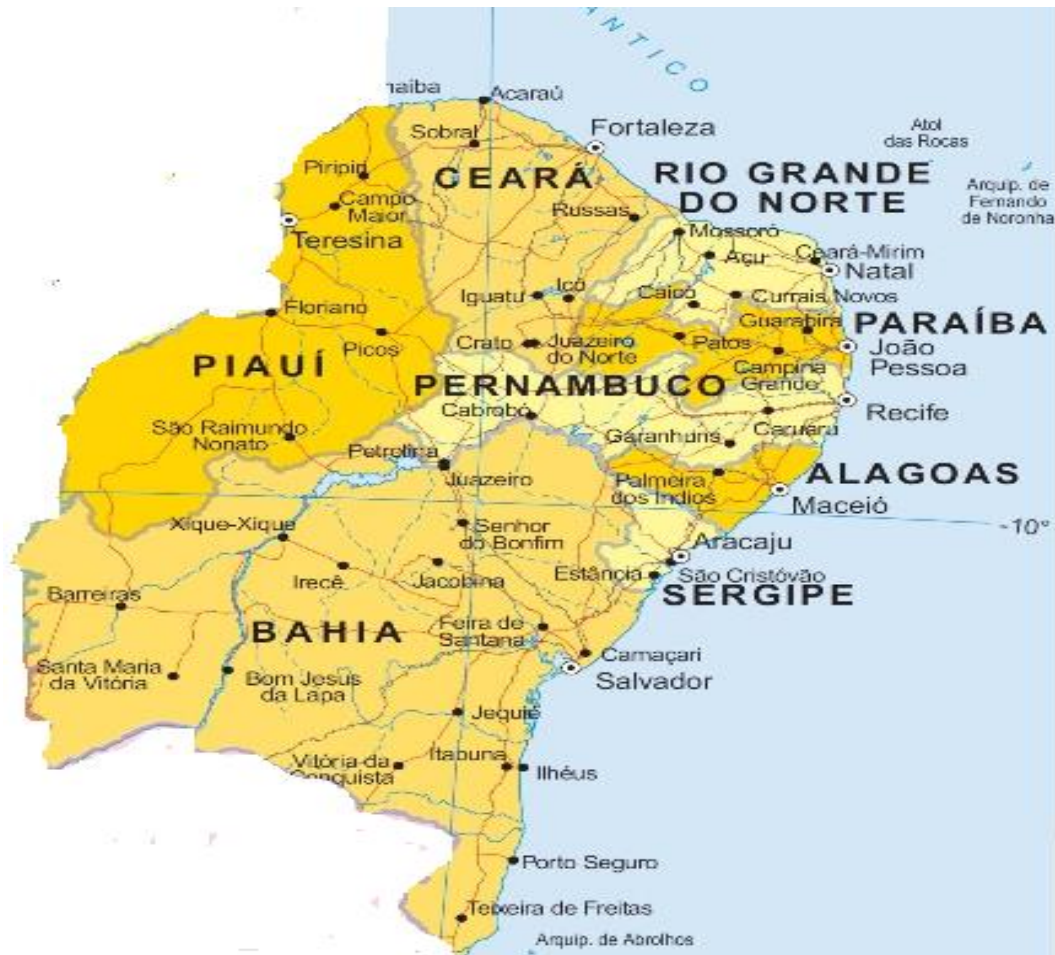 ANTICO
naíba
Acaraú
Sobral
Fortaleza
Atol
das Rocas
Piripiri
CEARÁ
RIO GRANDE
DO NORTE
Arquip. de
Fernando
de Noronha
Campo
Maior
Russas
Teresina
Mossoró
Açu
Ceará-Mirim
Natal
Icó
Iguatu
Caicó
Currais Novos
Floriano
Guarabira
PARAÍBA
Picos
Crato
Juazeiro
do Norte
Patos
João
Pessoa
PIAUÍ
Campina
Grande
PERNAMBUCO
Cabrobó
Recife
São Raimundo
Nonato
Garanhuns
Caruaru
Petrolina
Juazeiro
Palmeira
dos Índios
ALAGOAS
Maceió
Xique-Xique
Senhor
do Bonfim
-10°
Aracaju
Irecê
Jacobina
Estância
São Cristóvão
SERGIPE
Barreiras
BAHIA
Feira de
Santana
Camaçari
Santa Maria
da Vitória
Bom Jesus
da Lapa
Salvador
Jequié
Vitória da
Conquista
Itabuna
Ilhéus
Porto Seguro
Teixeira de Freitas
Arquip. de Abrolhos